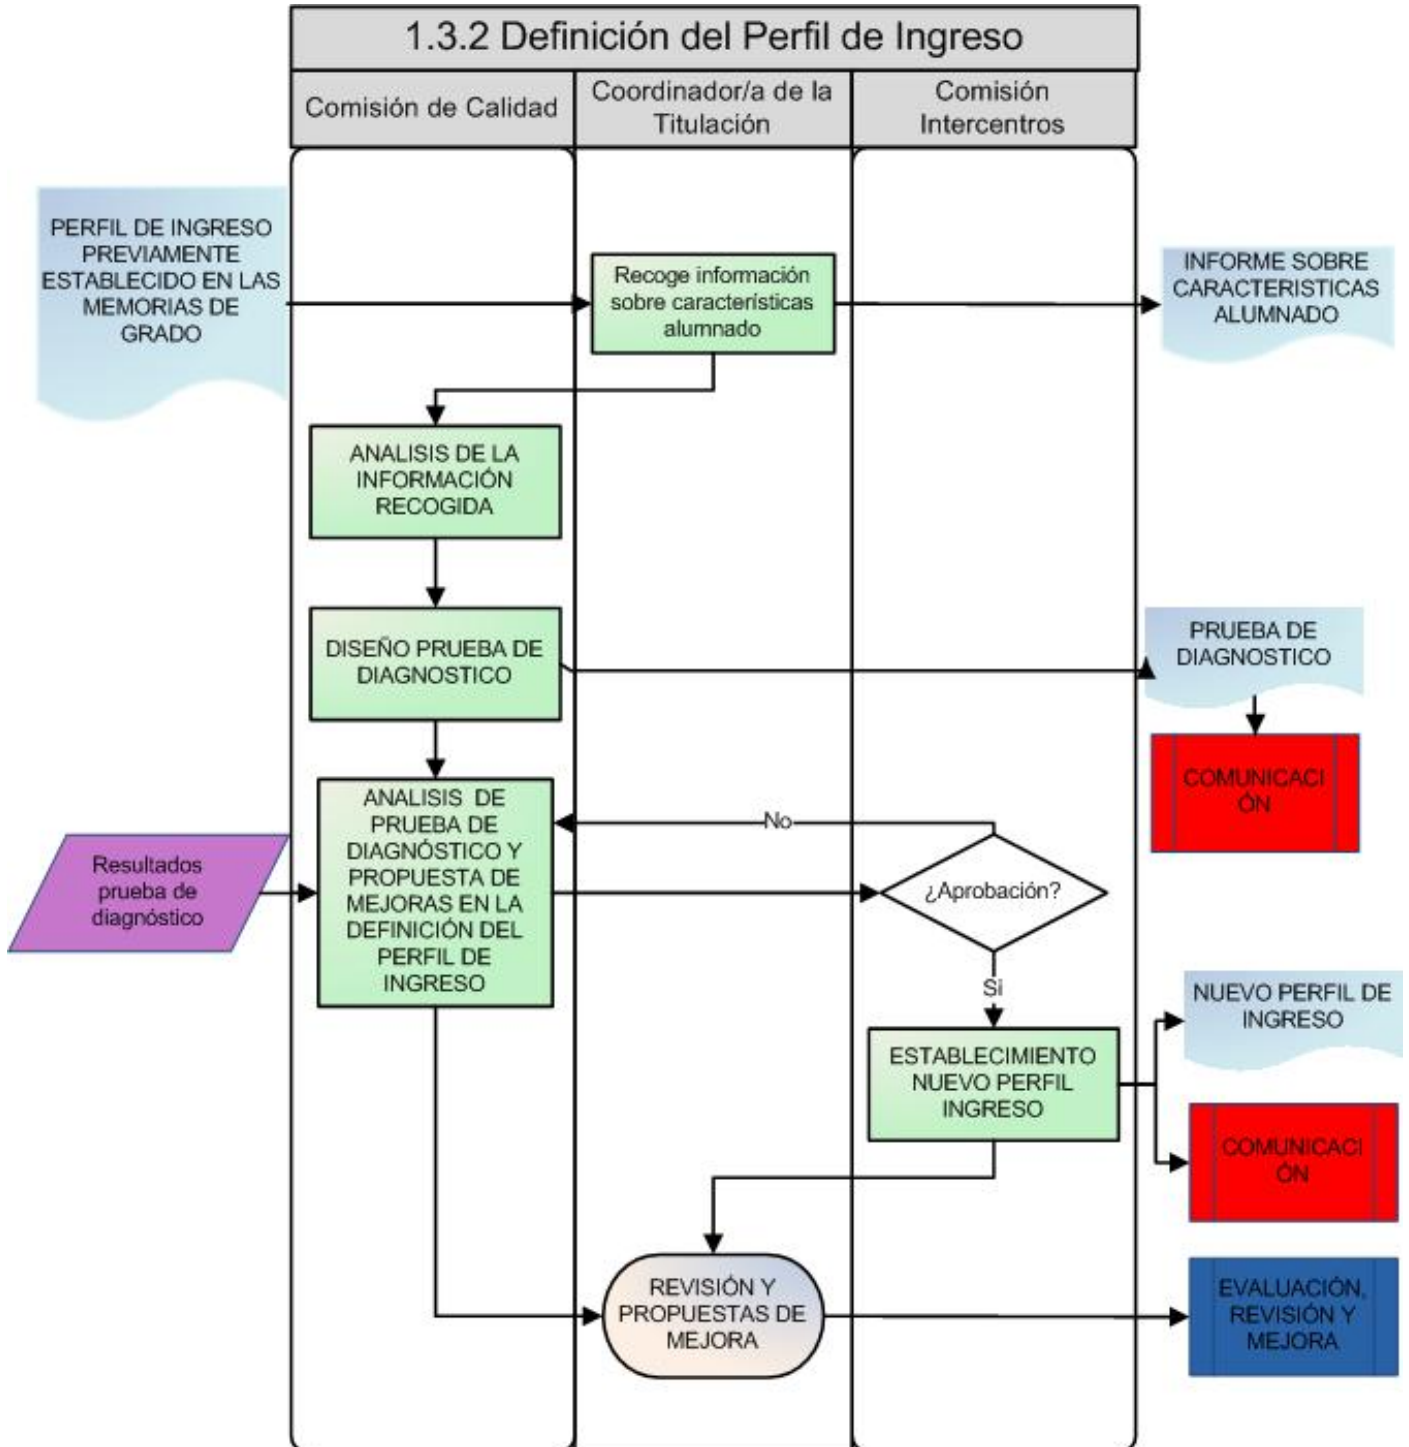 1.3.2 Definición del Perfil de Ingreso
Comisión de Calidad
Coordinador/a de la
Titulación
Comisión
Intercentros
PERFIL DE INGRESO
PREVIAMENTE
ESTABLECIDO EN LAS
MEMORIAS DE
GRADO
Recoge información
sobre característícas
alumnado
INFORME SOBRE
CARACTERISTICAS
ALUMNADO
ANALISIS DE LA
INFORMACIÓN
RECOGIDA
DISEÑO PRUEBA DE
DIAGNOSTICO
PRUEBA DE
DIAGNOSTICO
COMUNICACI
ÓN
ANALISIS DE
PRUEBA DE
DIAGNÓSTICO Y
PROPUESTA DE
MEJORAS EN LA
DEFINICIÓN DEL
PERFIL DE
INGRESO
No
Resultados
prueba de
diagnóstico
¿Aprobación?
Si
NUEVO PERFIL DE
INGRESO
ESTABLECIMIENTO
NUEVO PERFIL
INGRESO
COMUNICACI
ÓN
REVISIÓN Y
PROPUESTAS DE
MEJORA
EVALUACIÓN,
REVISIÓN Y
MEJORA